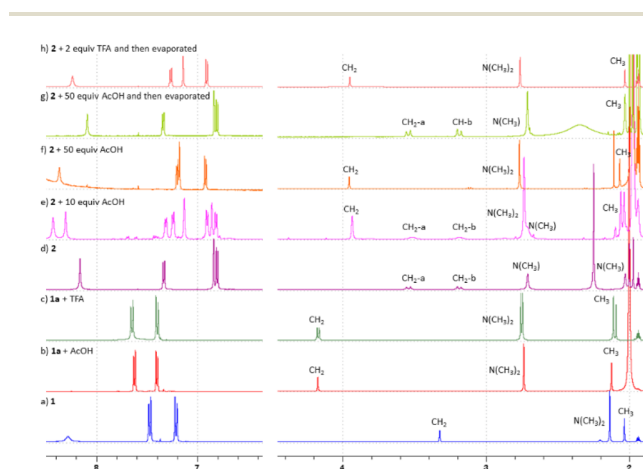 h) 2 + 2 equiv TFA and then evaporated
CH2 N(CH3)2 CH3
g) 2 + 50 equiv AcOH and then evaporated
CH2-a CH-b N(CH3) CH3
f) 2 + 50 equiv AcOH
CH2 N(CH3)2 CH3
e) 2 + 10 equiv AcOH
CH2 CH2-a CH2-b N(CH3)2 N(CH3) CH3
d) 2
CH2-a CH2-b N(CH3) N(CH3)
c) 1a + TFA
CH2 N(CH3)2 CH3
b) 1a + AcOH
CH2 N(CH3)2 CH3
a) 1
CH2 N(CH3)2 CH3
8 7 4 3 2